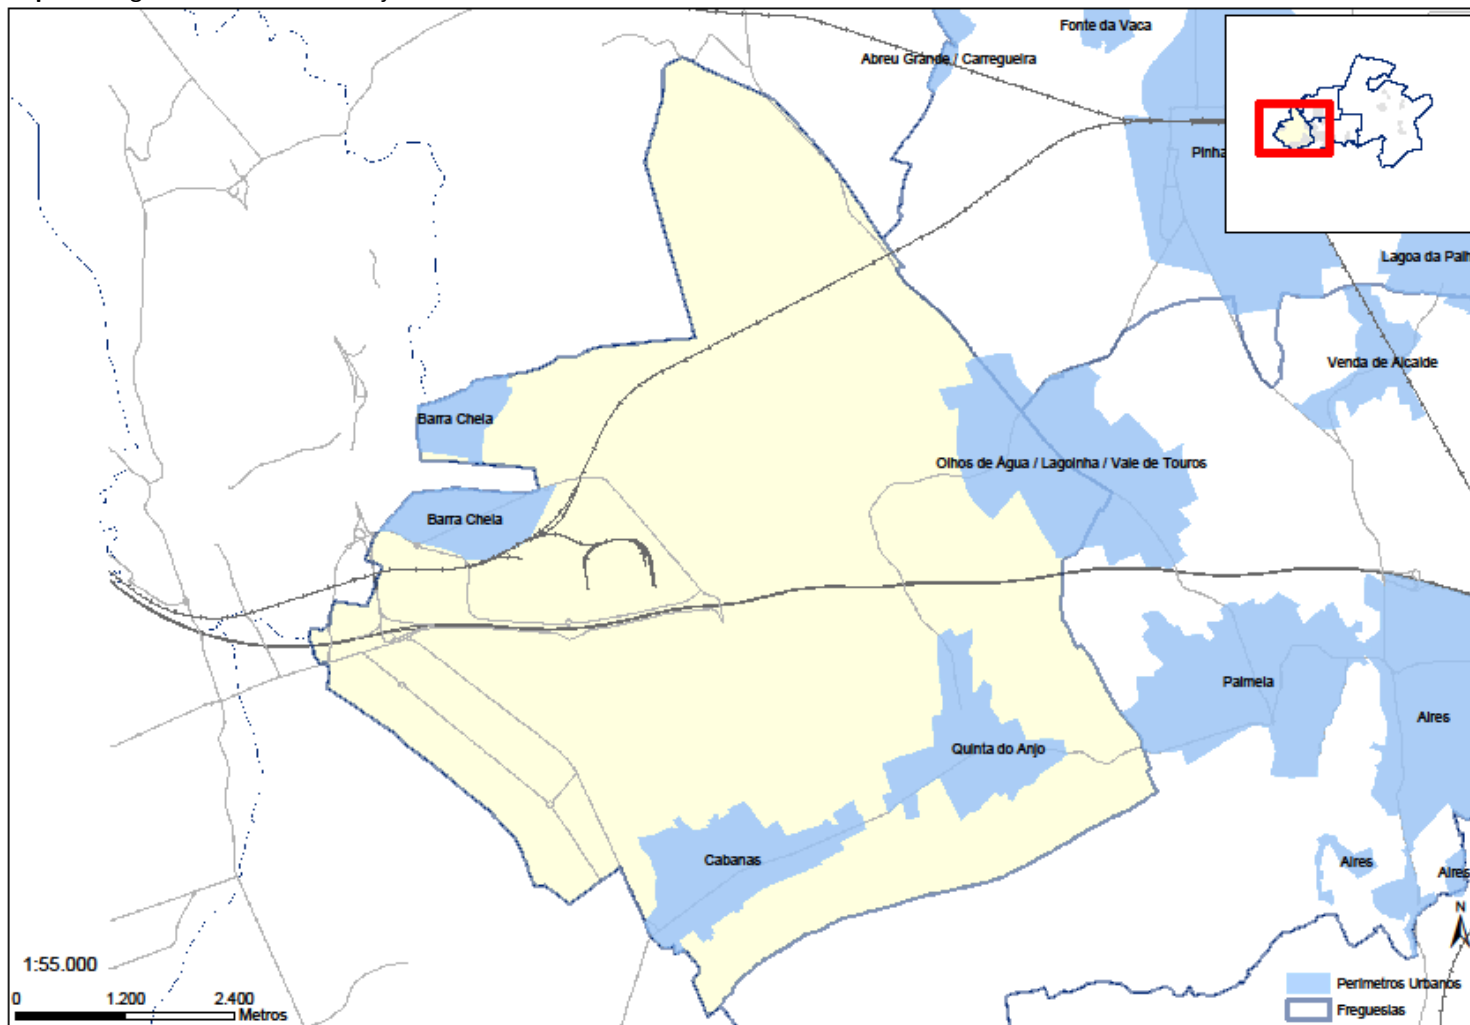 Fonte da Vaca
Abreu Grande / Carregueira
Pinha
Lagoa da Palh
Venda de Alcaide
Barra Cheia
Olhos de Água / Lagoinha / Vale de Touros
Barra Cheia
Palmela
Aires
Quinta do Anjo
Cabanas
Aires
Aires
N
1:55.000
0 1.200 2.400
Metros
Perímetros Urbanos
Freguesias